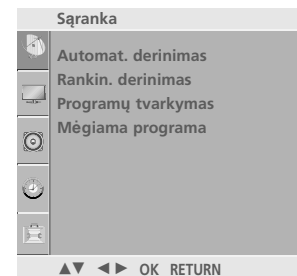 Sąranka
Automat. derinimas
Rankin. derinimas
Programų tvarkymas
Mėgiama programa
▲▼ ◄► OK RETURN